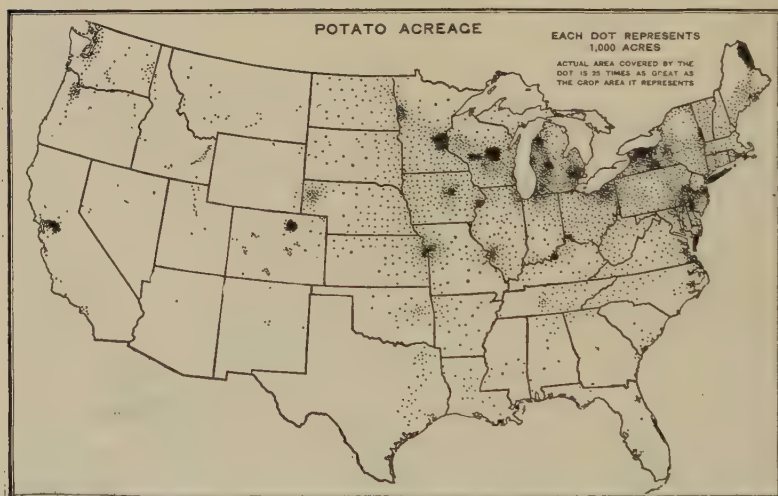 POTATO ACREAGE
EACH DOT REPRESENTS
1,000 ACRES
ACTUAL AREA COVERED BY THE
DOT IS 35 TIMES AS GREAT AS
THE CROP AREA IT REPRESENTS